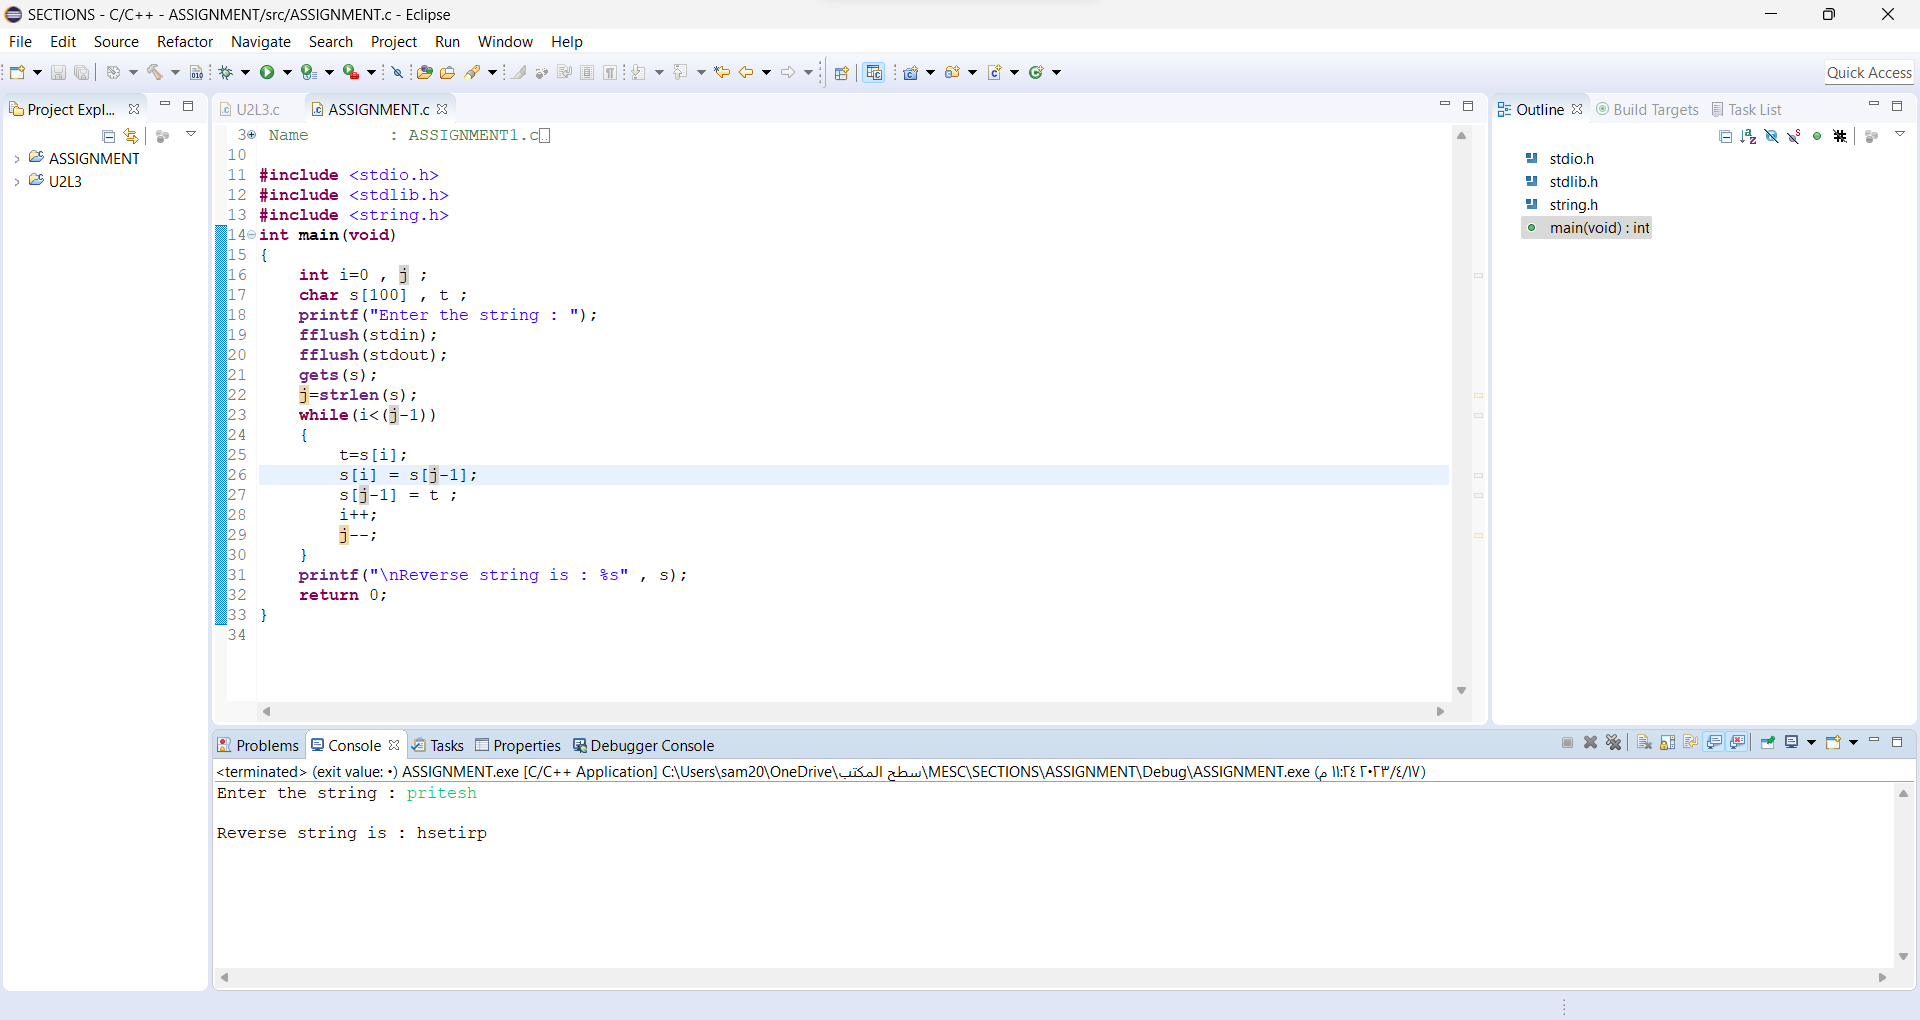 SECTIONS - C/C++ - ASSIGNMENT/src/ASSIGNMENT.c - Eclipse
File Edit Source Refactor Navigate Search Project Run Window Help
Quick Access
Project Expl...
ASSIGNMENT
U2L3
U2L3.c ASSIGNMENT.c
3 Name : ASSIGNMENT1.c
10
11 #include <stdio.h>
12 #include <stdlib.h>
13 #include <string.h>
14 int main(void)
15 {
16 int i=0 , j ;
17 char s[100] , t ;
18 printf("Enter the string : ");
19 fflush(stdin);
20 fflush(stdout);
21 gets(s);
22 j=strlen(s);
23 while(i<(j-1))
24 {
25 t=s[i];
26 s[i] = s[j-1];
27 s[j-1] = t ;
28 i++;
29 j--;
30 }
31 printf("\nReverse string is : %s" , s);
32 return 0;
33 }
34
Outline Build Targets Task List
stdio.h
stdlib.h
string.h
main(void) : int
Problems Console Tasks Properties Debugger Console
<terminated> (exit value: ٠) ASSIGNMENT.exe [C/C++ Application] C:\Users\sam20\OneDrive\سطح المكتب\MESC\SECTIONS\ASSIGNMENT\Debug\ASSIGNMENT.exe (٢٠٢٣/٤/١٧ ١١:٢٤ م)
Enter the string : pritesh
Reverse string is : hsetirp